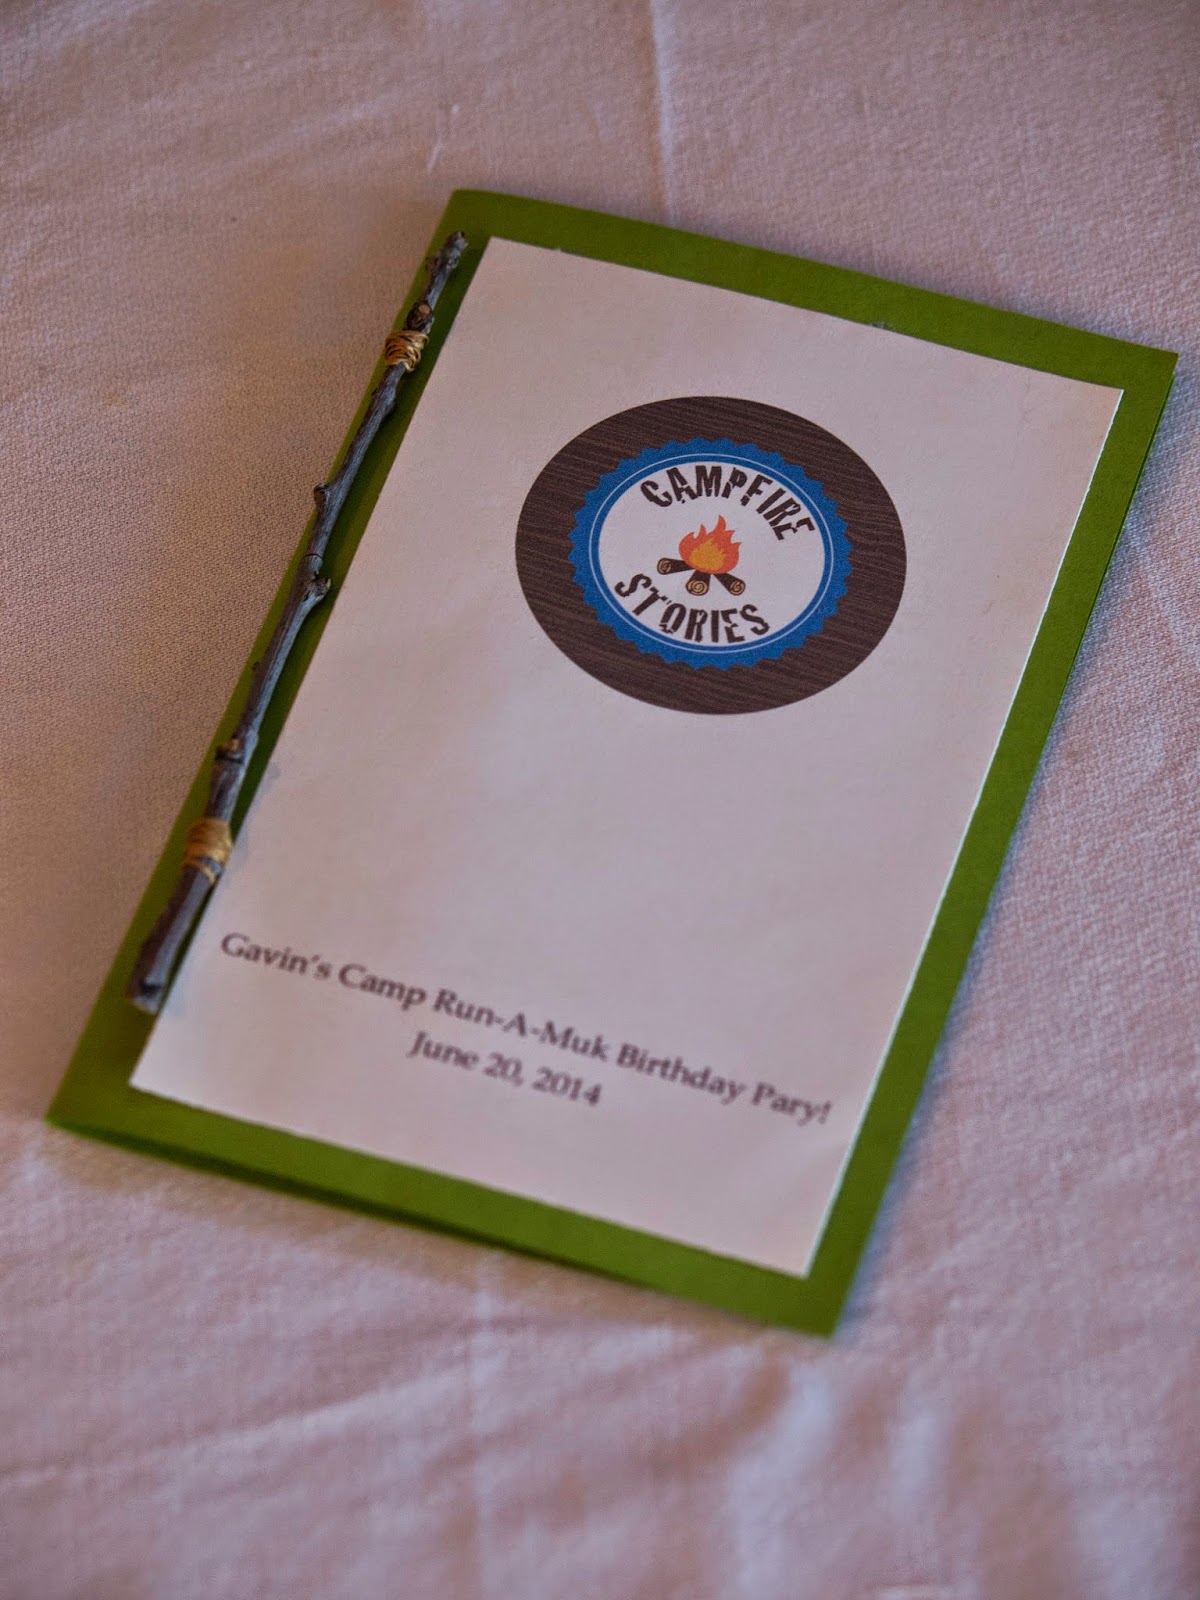 CAMPFIRE
STORIES
Gavin's Camp Run-A-Muk Birthday Pary!
June 20, 2014